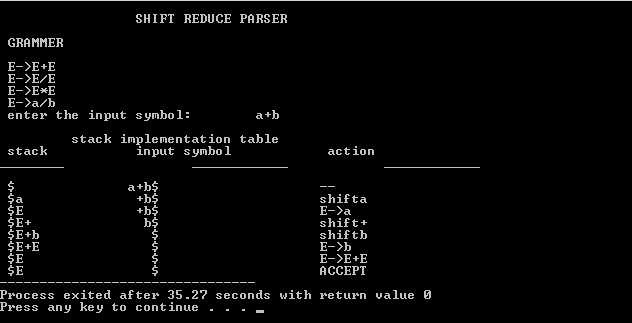 SHIFT REDUCE PARSER
GRAMMER
E->E+E
E->E/E
E->E*E
E->a/b
enter the input symbol: a+b
stack implementation table
stack input symbol action
$ a+b$ --
$a +b$ shifta
$E +b$ E->a
$E+ b$ shift+
$E+b $ shiftb
$E+E $ E->b
$E $ E->E+E
$E $ ACCEPT
--------------------------------
Process exited after 35.27 seconds with return value 0
Press any key to continue . . .